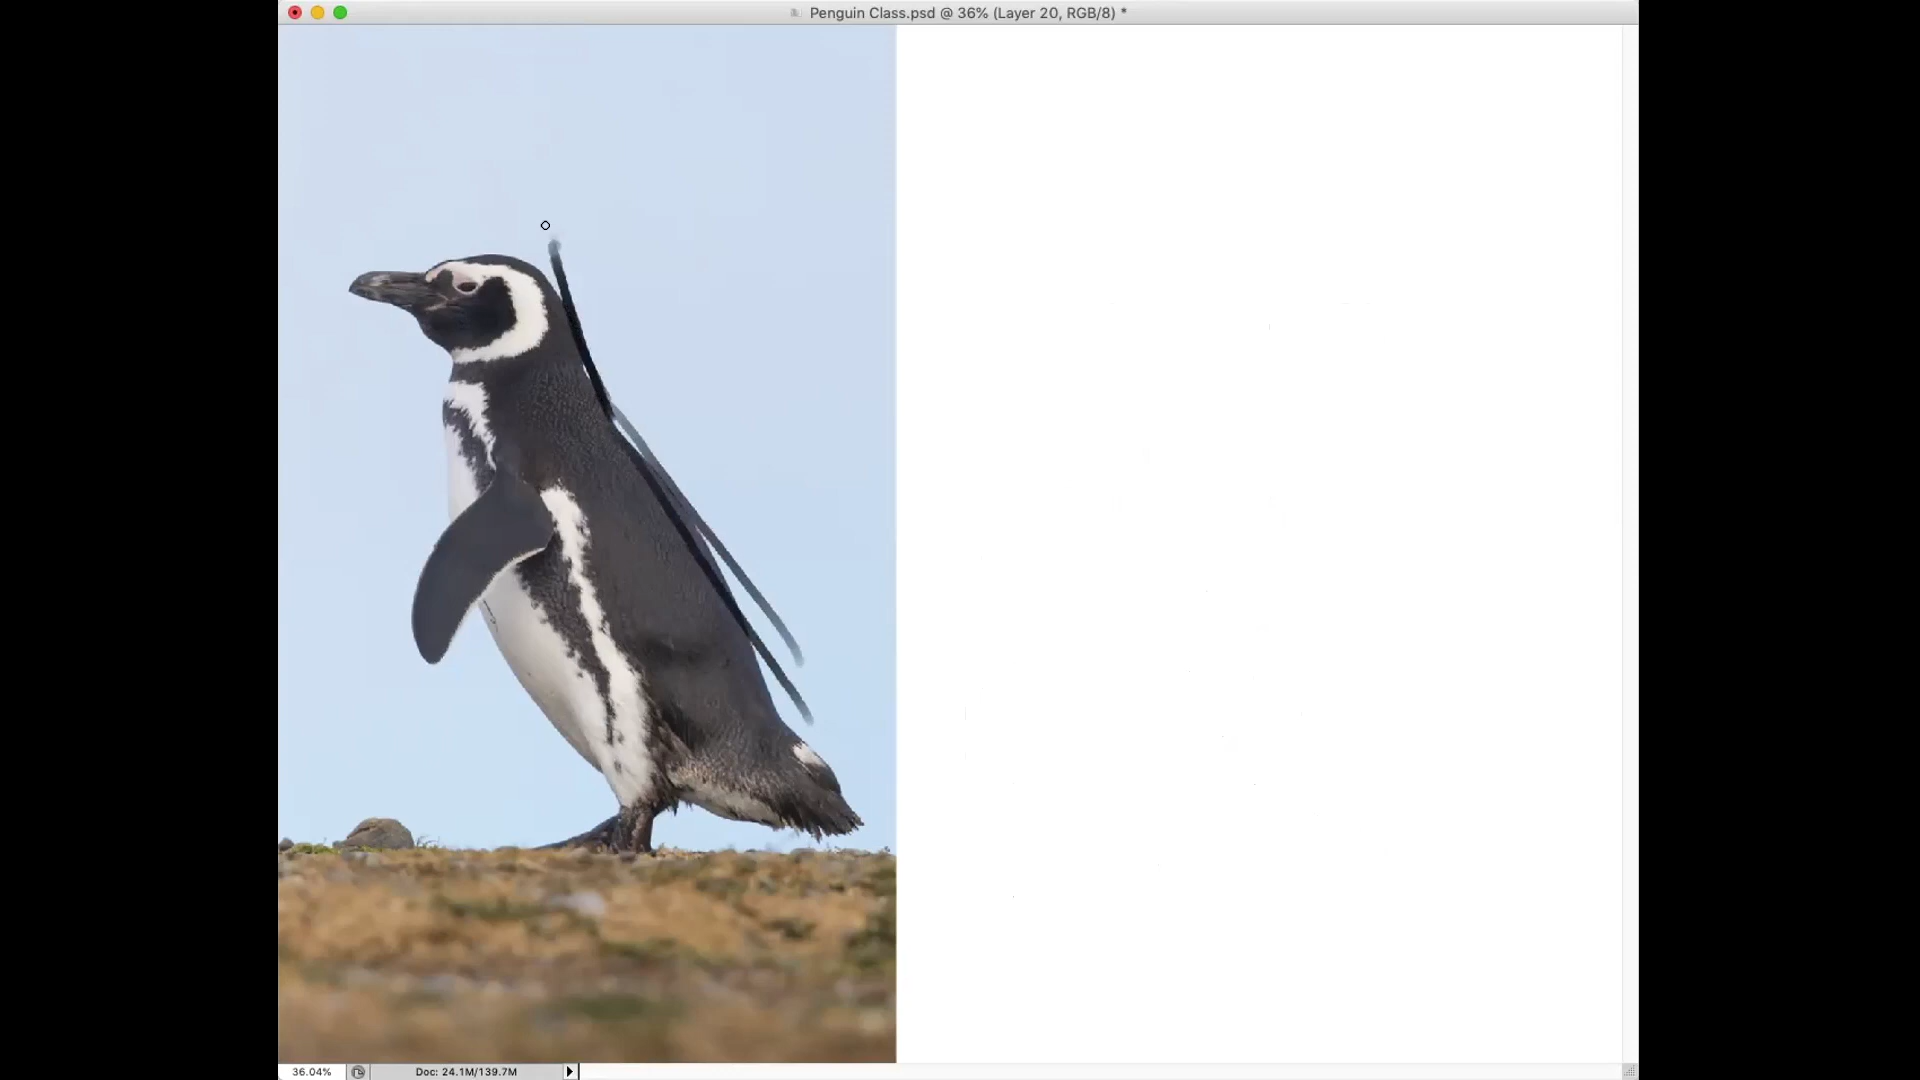 Penguin Class.psd @ 36% (Layer 20, RGB/8) *
36.04% Doc: 24.1M/139.7M